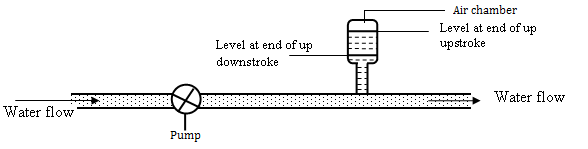 Air chamber
Level at end of up
upstroke
Level at end of up
downstroke
Water flow
Water flow
Pump